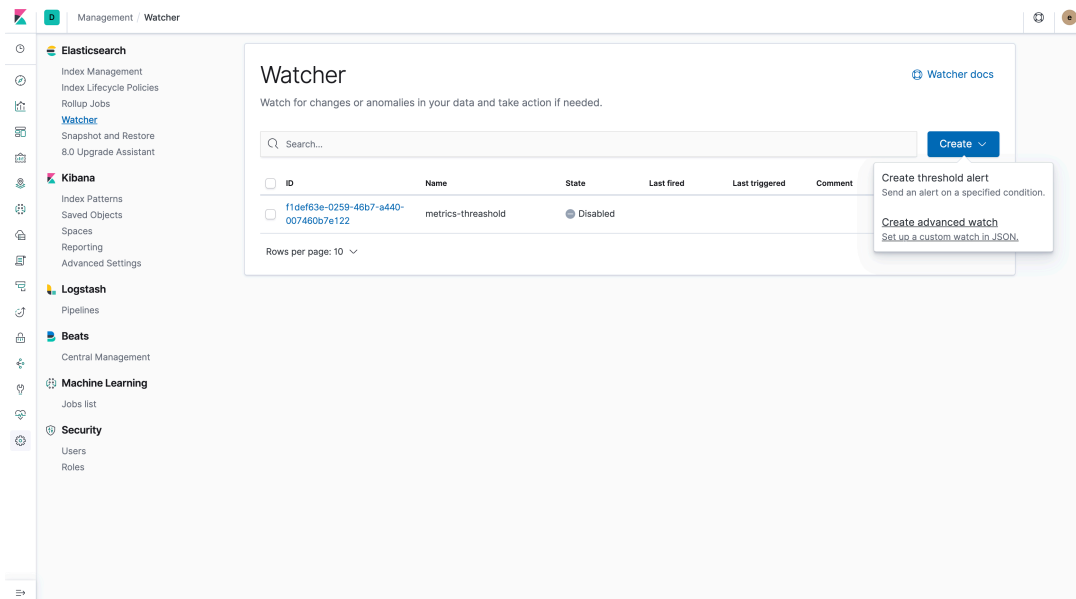 D
Management / Watcher
e
Elasticsearch
Index Management
Index Lifecycle Policies
Rollup Jobs
Watcher
Snapshot and Restore
8.0 Upgrade Assistant
Kibana
Index Patterns
Saved Objects
Spaces
Reporting
Advanced Settings
Logstash
Pipelines
Beats
Central Management
Machine Learning
Jobs list
Security
Users
Roles
Watcher
Watcher docs
Watch for changes or anomalies in your data and take action if needed.
Search...
Create
Create threshold alert
Send an alert on a specified condition.
Create advanced watch
Set up a custom watch in JSON.
ID Name State Last fired Last triggered Comment
f1def63e-0259-46b7-a440-
007460b7e122
metrics-threashold
Disabled
Rows per page: 10